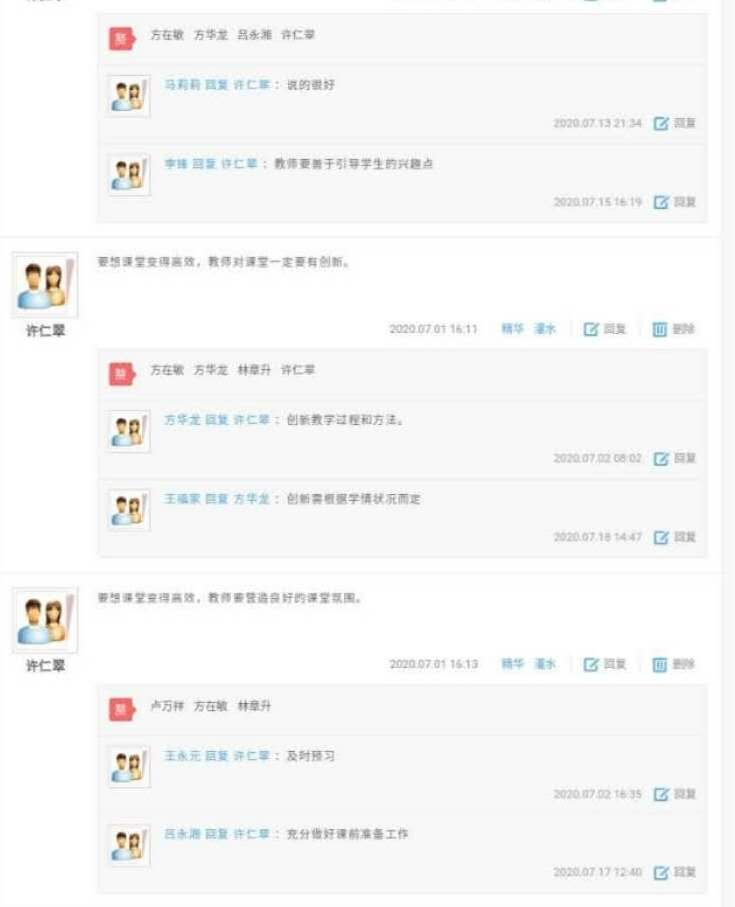 赞 方在敏 方华龙 吕永湘 许仁翠
马莉莉 回复 许仁翠 ： 说的很好
2020.07.13 21:34 回复
李锋 回复 许仁翠 ： 教师要善于引导学生的兴趣点
2020.07.15 16:19 回复
要想课堂变得高效，教师对课堂一定要有创新。
许仁翠
2020.07.01 16:11 精华 灌水 回复 删除
赞 方在敏 方华龙 林章升 许仁翠
方华龙 回复 许仁翠 ： 创新教学过程和方法。
2020.07.02 08:02 回复
王福家 回复 方华龙 ： 创新需根据学情状况而定
2020.07.18 14:47 回复
要想课堂变得高效，教师要营造良好的课堂氛围。
许仁翠
2020.07.01 16:13 精华 灌水 回复 删除
赞 卢万祥 方在敏 林章升
王永元 回复 许仁翠 ： 及时预习
2020.07.02 16:35 回复
吕永湘 回复 许仁翠 ： 充分做好课前准备工作
2020.07.17 12:40 回复